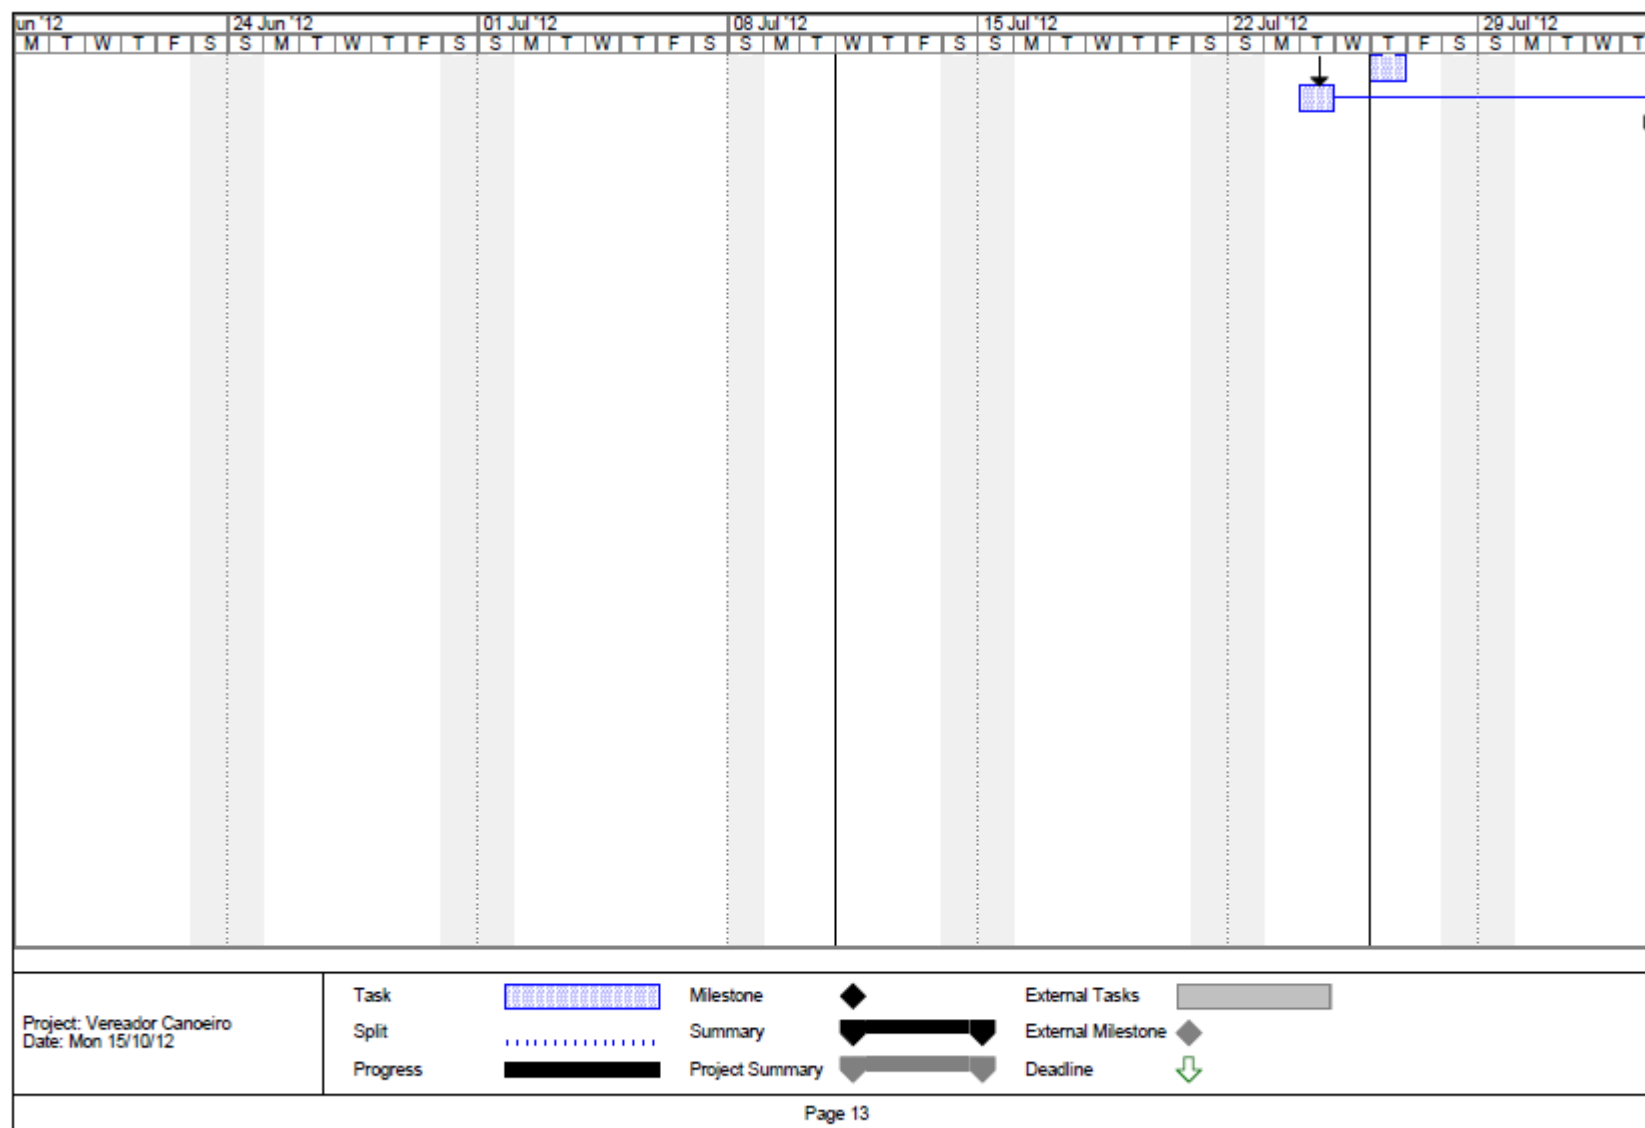 un '12 24 Jun '12 01 Jul '12 08 Jul '12 15 Jul '12 22 Jul '12 29 Jul '12
M T W T F S S M T W T F S S M T W T F S S M T W T F S S M T W T F S S M T W T F S S M T W T
Task Milestone External Tasks
Project: Vereador Canoeiro
Split Summary External Milestone
Date: Mon 15/10/12
Progress Project Summary Deadline
Page 13